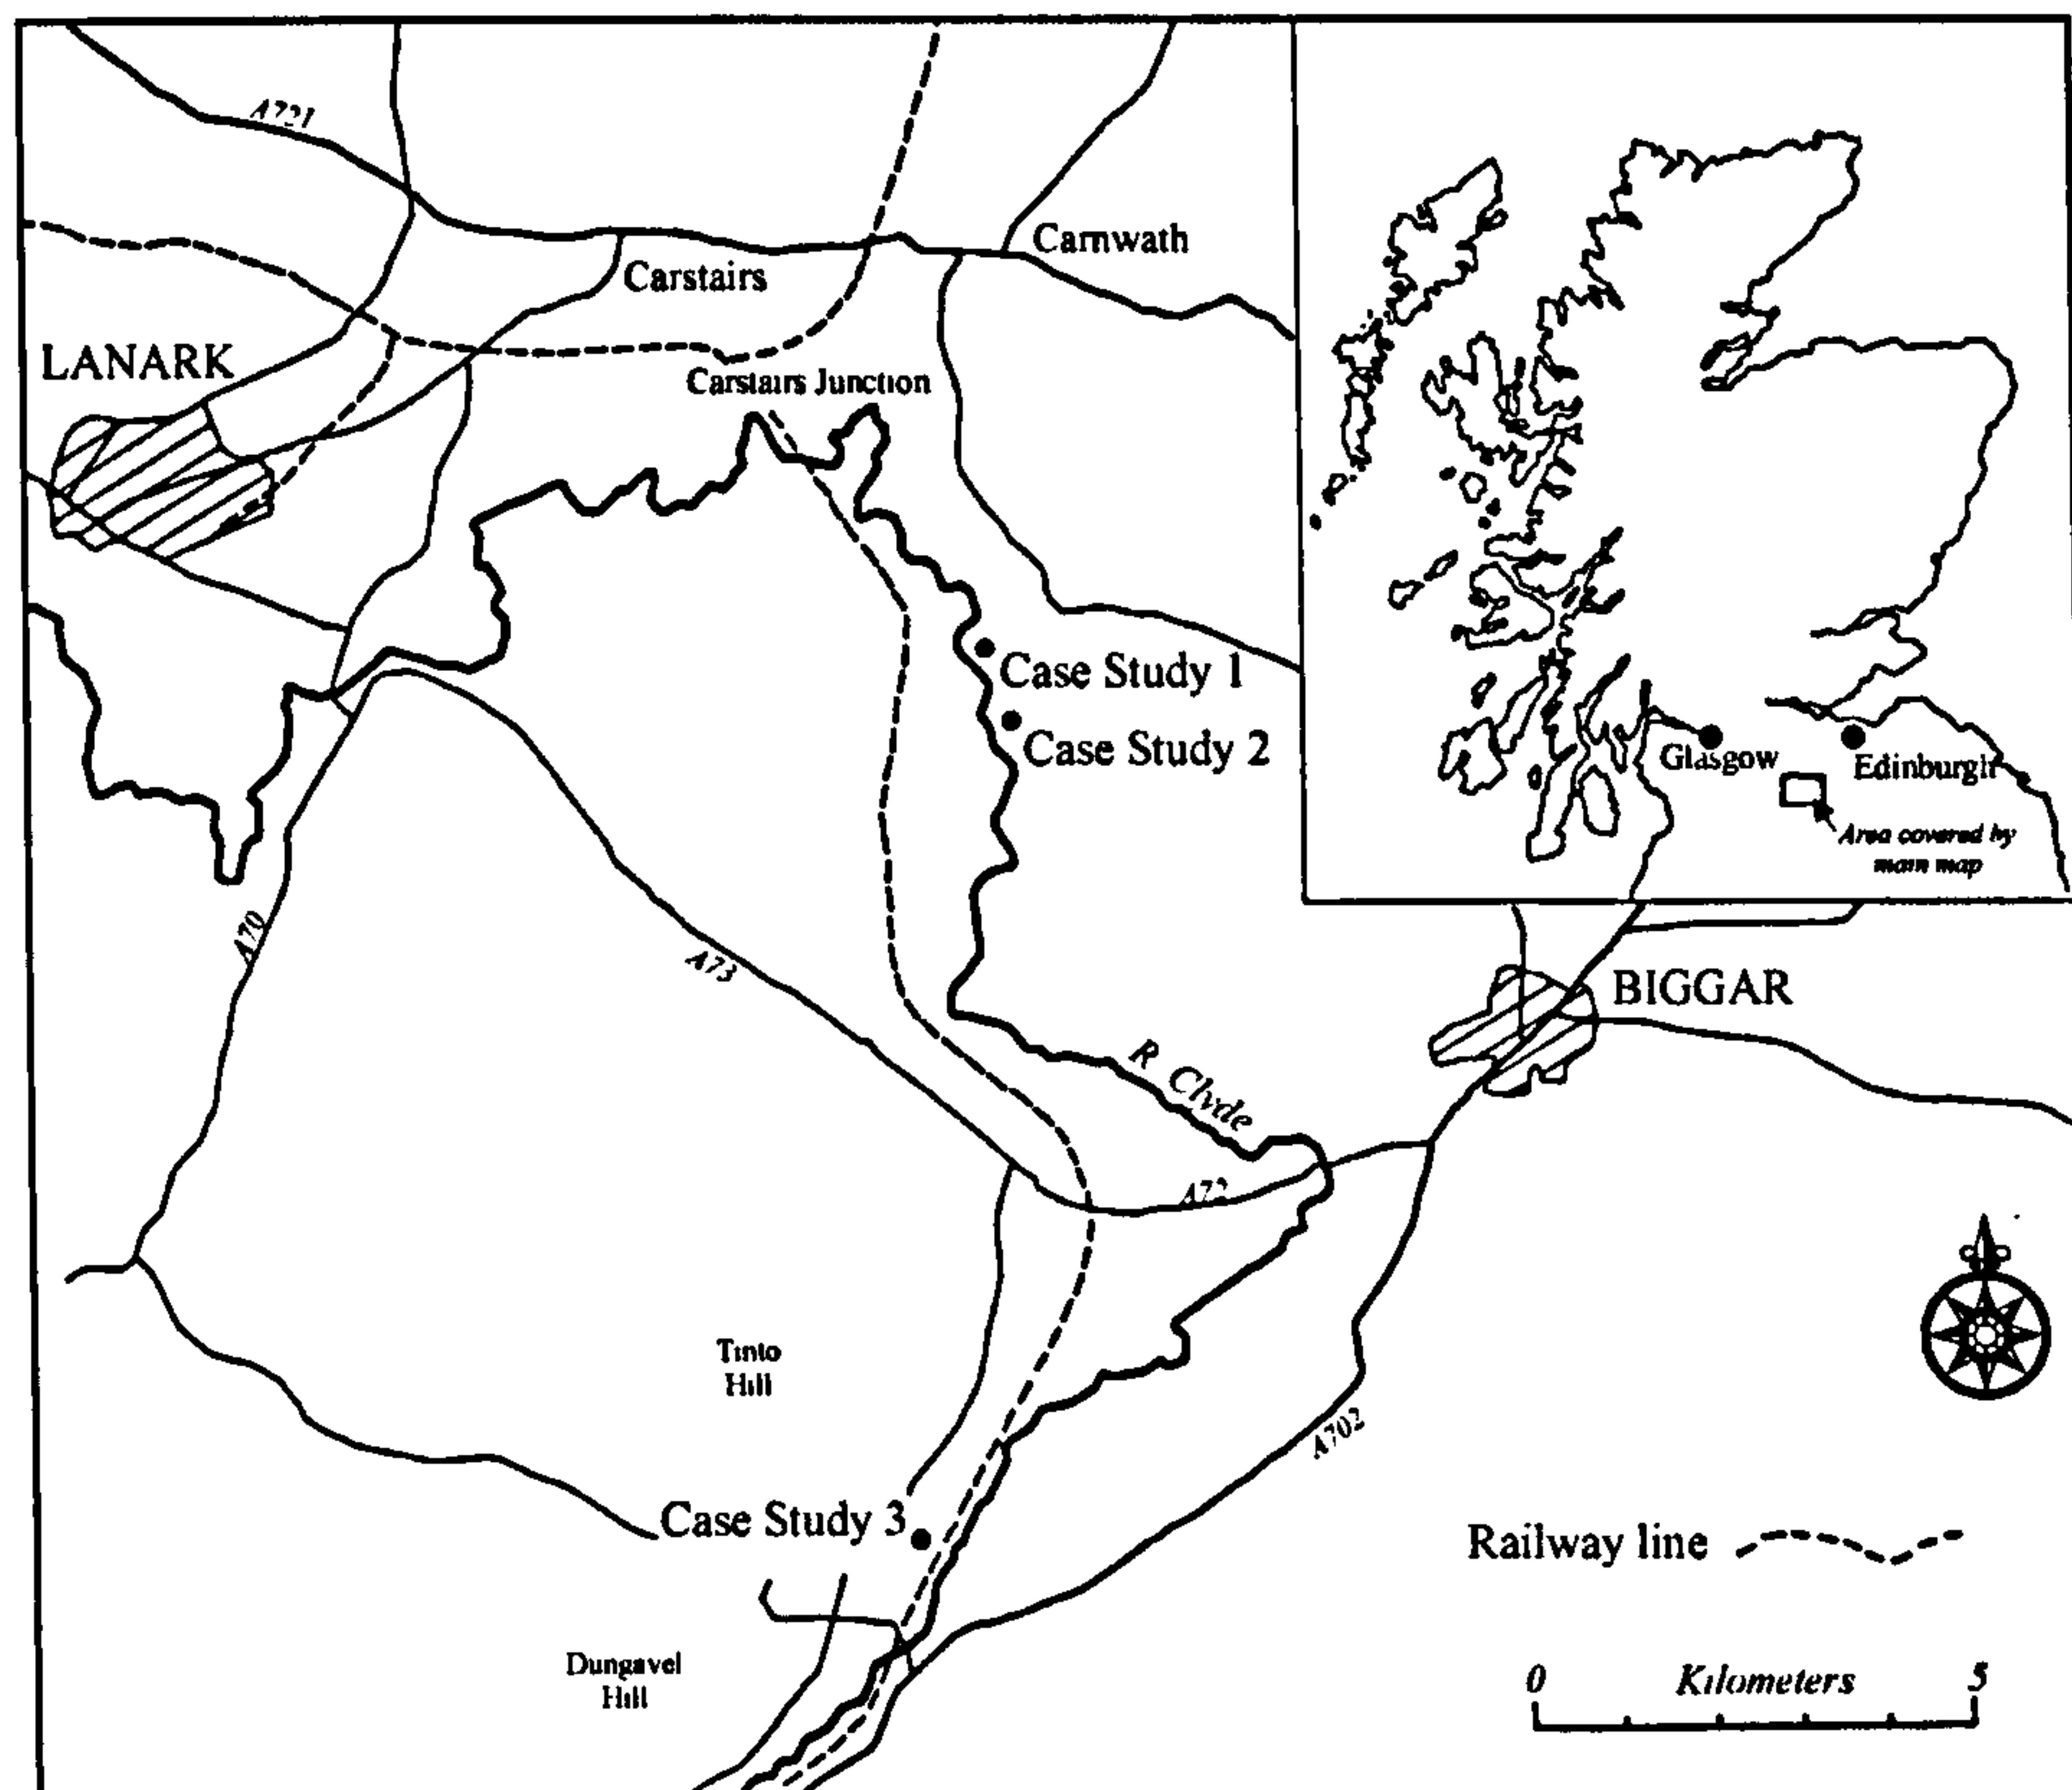 A721
Carnwath
Carstairs
LANARK
Carstairs Junction
Case Study 1
Case Study 2
Glasgow
Edinburgh
Area covered by
main map
A70
A73
BIGGAR
R Clyde
Tinto
Hill
A702
Case Study 3
Railway line
Dungavel
Hill
0 Kilometers 5